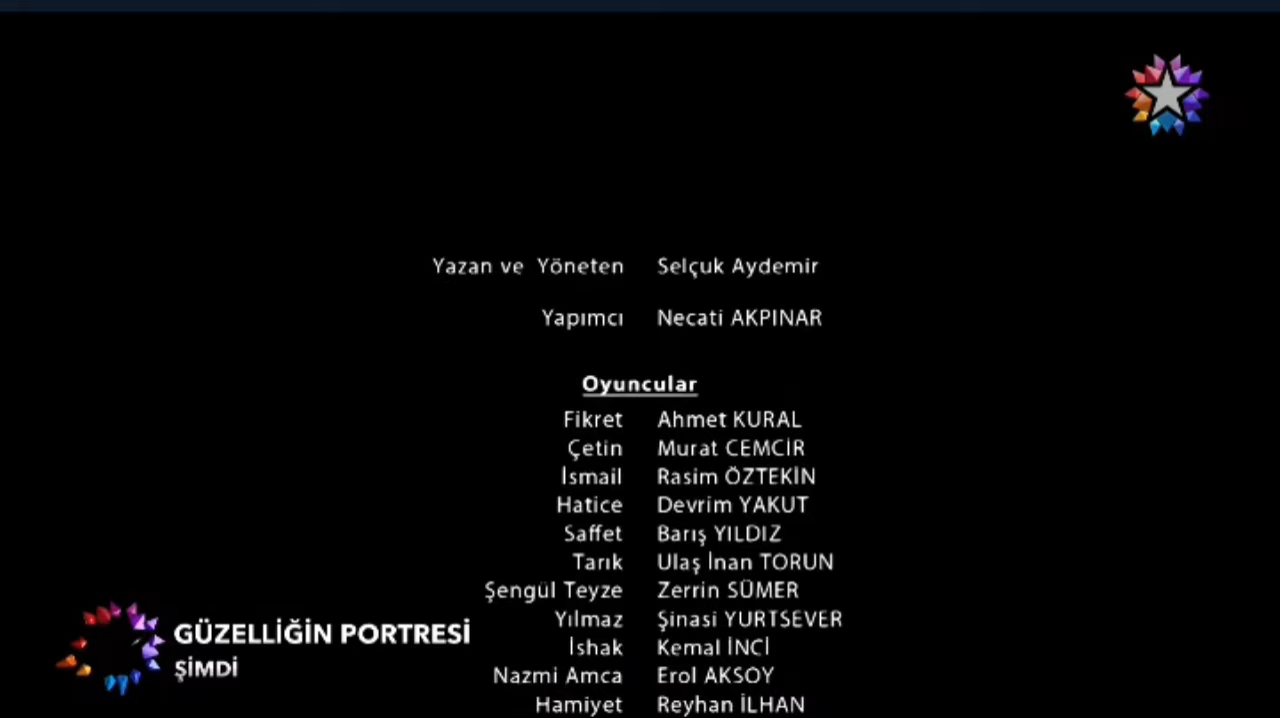 Yazan ve Yöneten Selçuk Aydemir
Yapımcı Necati AKPINAR
Oyuncular
Fikret Ahmet KURAL
Çetin Murat CEMCİR
İsmail Rasim ÖZTEKİN
Hatice Devrim YAKUT
Saffet Barış YILDIZ
Tarık Ulaş İnan TORUN
Şengül Teyze Zerrin SÜMER
Yılmaz Şinasi YURTSEVER
İshak Kemal İNCİ
Nazmi Amca Erol AKSOY
Hamiyet Reyhan İLHAN
GÜZELLİĞİN PORTRESİ
ŞİMDİ